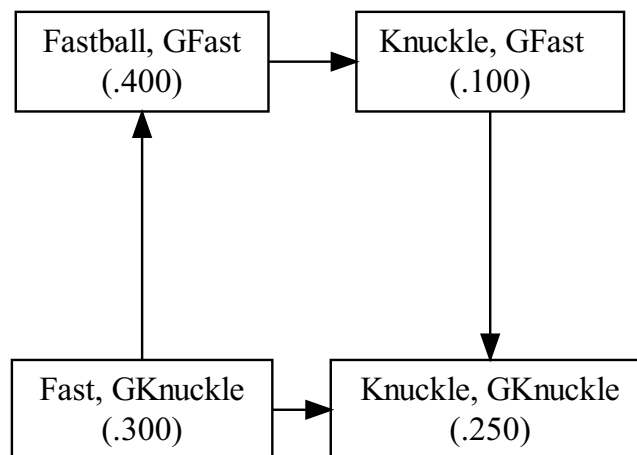 Fastball, GFast
(.400)
Knuckle, GFast
(.100)
Fast, GKnuckle
(.300)
Knuckle, GKnuckle
(.250)